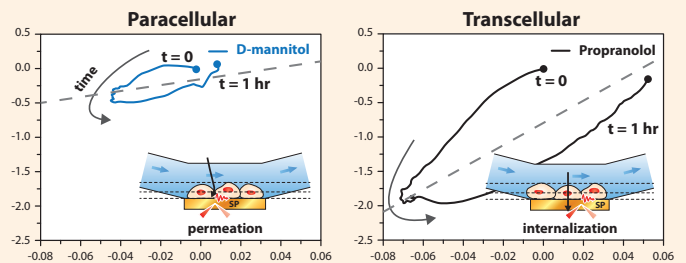 Paracellular
Transcellular
0.5
0.0
-0.5
-1.0
-1.5
-2.0
-2.5
D-mannitol
t = 0
t = 1 hr
time
SP
permeation
-0.08 -0.06 -0.04 -0.02 0.00 0.02 0.04 0.06
0.5
0.0
-0.5
-1.0
-1.5
-2.0
-2.5
Propranolol
t = 0
t = 1 hr
SP
internalization
-0.08 -0.06 -0.04 -0.02 0.00 0.02 0.04 0.06